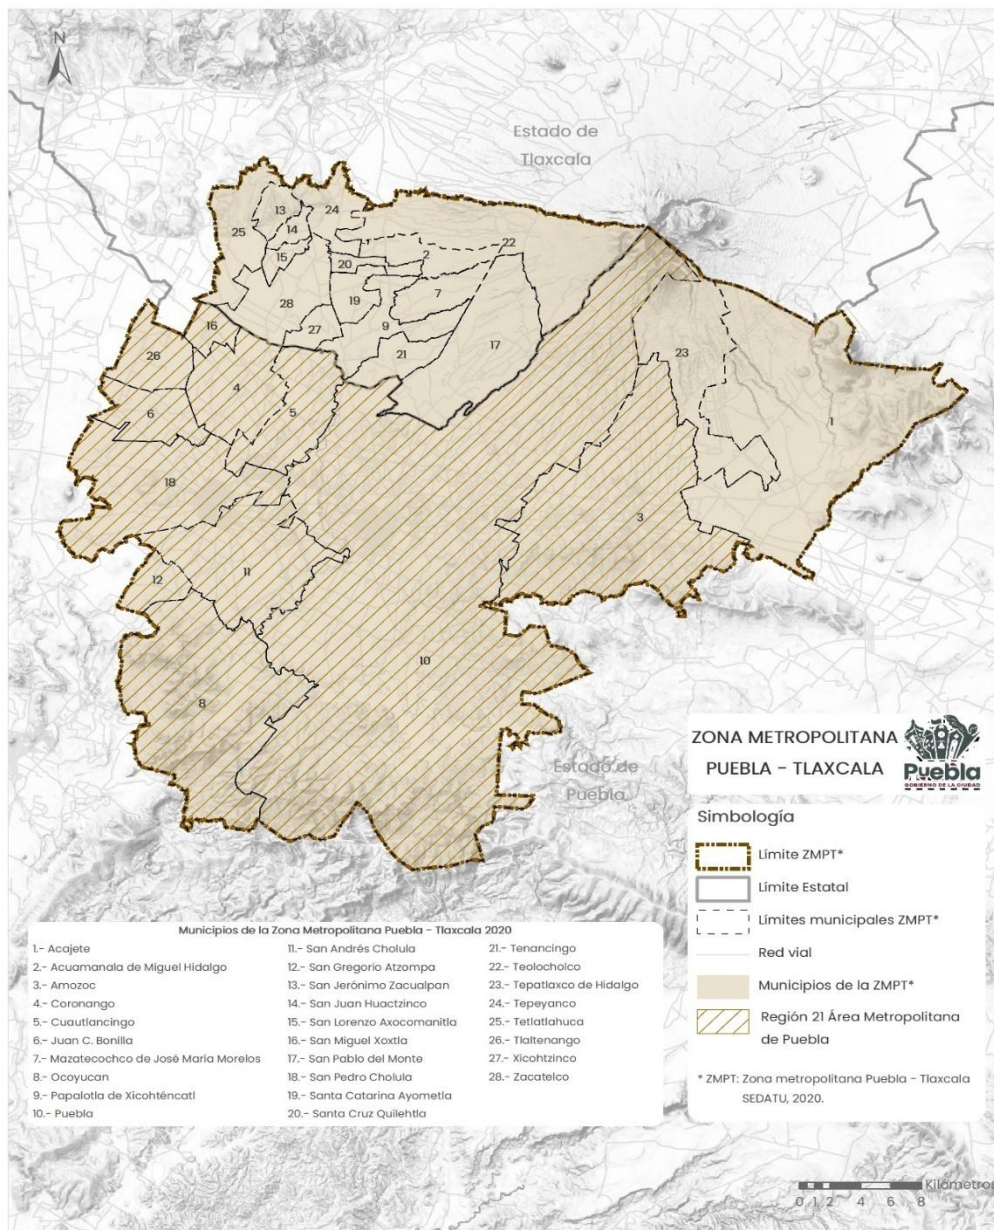 N
Estado de
Tlaxcala
13
24
25
14
22
15
2
20
7
28
19
16
9
27
26
21
17
23
4
1
6
5
18
3
11
12
10
8
Estado de
Puebla
ZONA METROPOLITANA
PUEBLA - TLAXCALA
Puebla
GOBIERNO DE LA CIUDAD
Simbología
Límite ZMPT*
Límite Estatal
Límites municipales ZMPT*
Red vial
Municipios de la ZMPT*
Región 21 Área Metropolitana
de Puebla
* ZMPT: Zona metropolitana Puebla - Tlaxcala
SEDATU, 2020.
Municipios de la Zona Metropolitana Puebla - Tlaxcala 2020
1.- Acajete
2.- Acuamanala de Miguel Hidalgo
3.- Amozoc
4.- Coronango
5.- Cuautlancingo
6.- Juan C. Bonilla
7.- Mazatecochco de José María Morelos
8.- Ocoyucan
9.- Papalotla de Xicohténcatl
10.- Puebla
11.- San Andrés Cholula
12.- San Gregorio Atzompa
13.- San Jerónimo Zacualpan
14.- San Juan Huactzinco
15.- San Lorenzo Axocomanitla
16.- San Miguel Xoxtla
17.- San Pablo del Monte
18.- San Pedro Cholula
19.- Santa Catarina Ayometla
20.- Santa Cruz Quilehtla
21.- Tenancingo
22.- Teolocholco
23.- Tepatlaxco de Hidalgo
24.- Tepeyanco
25.- Tetlatlahuca
26.- Tlaltenango
27.- Xicohtzinco
28.- Zacatelco
Kilómetros
0 1 2 4 6 8